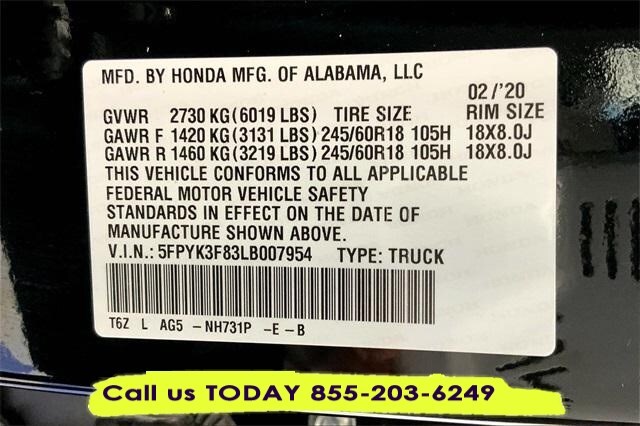 MFD. BY HONDA MFG. OF ALABAMA, LLC
02/'20
GVWR 2730 KG(6019 LBS) TIRE SIZE RIM SIZE
GAWR F 1420 KG(3131 LBS) 245/60R18 105H 18X8.0J
GAWR R 1460 KG(3219 LBS) 245/60R18 105H 18X8.0J
THIS VEHICLE CONFORMS TO ALL APPLICABLE
FEDERAL MOTOR VEHICLE SAFETY
STANDARDS IN EFFECT ON THE DATE OF
MANUFACTURE SHOWN ABOVE.
V.I.N.: 5FPYK3F83LB007954 TYPE: TRUCK
T6Z L AG5 -NH731P -E-B
Call us TODAY 855-203-6249